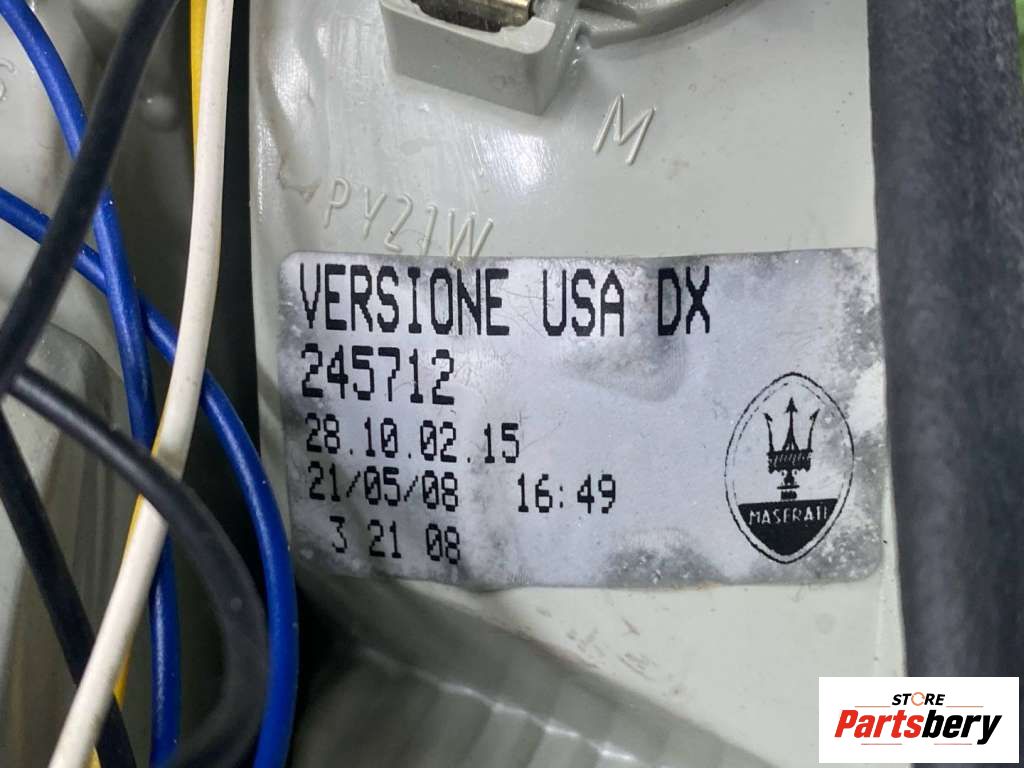 M
PY21W
VERSIONE USA DX
245712
28.10.02.15
21/05/08 16:49
3 21 08
MASERATI
STORE
Partsbery